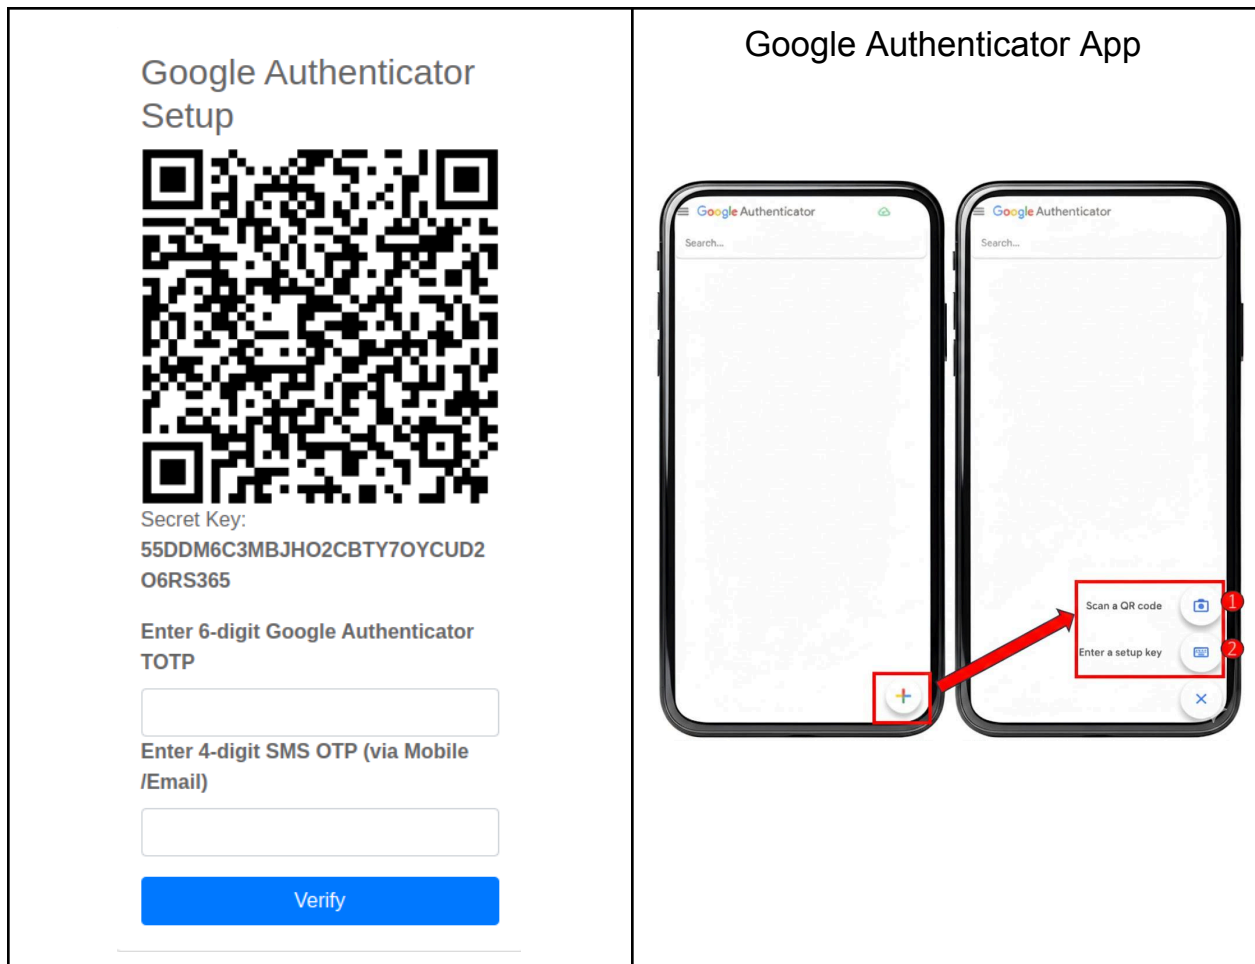 Google Authenticator
Setup
Secret Key:
55DDM6C3MBJHO2CBTY7OYCUD2
O6RS365
Enter 6-digit Google Authenticator
TOTP
Enter 4-digit SMS OTP (via Mobile
/Email)
Verify
Google Authenticator App
Google Authenticator
Search...
Google Authenticator
Search...
Scan a QR code
1
Enter a setup key
2